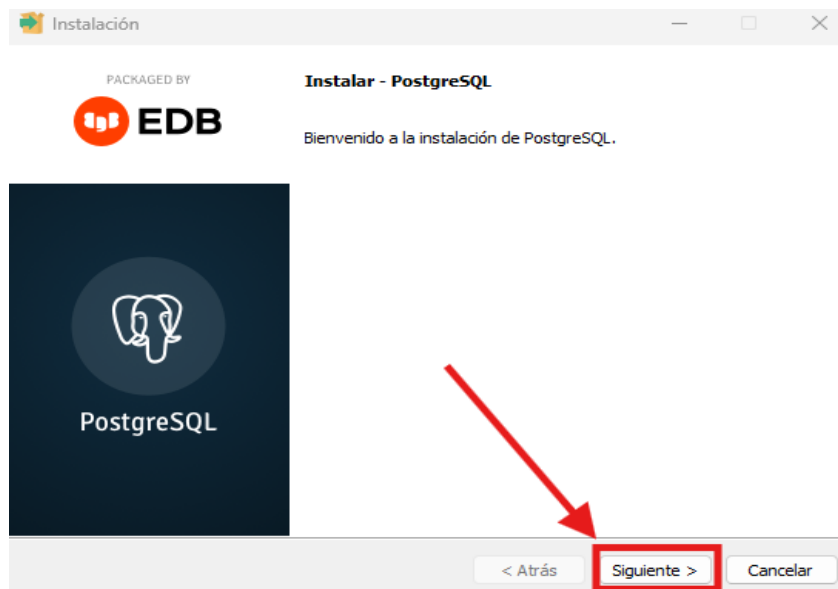 Instalación
PACKAGED BY
EDB
Instalar - PostgreSQL
Bienvenido a la instalación de PostgreSQL.
PostgreSQL
< Atrás
Siguiente >
Cancelar